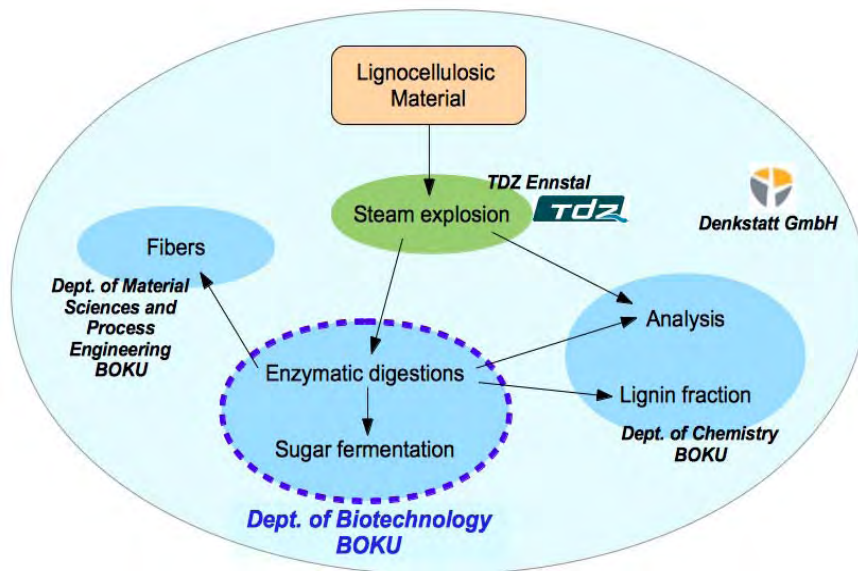 Lignocellulosic
Material
TDZ Ennstal
Steam explosion
TDZ
Denkstatt GmbH
Fibers
Dept. of Material
Sciences and
Process
Engineering
BOKU
Analysis
Enzymatic digestions
Lignin fraction
Sugar fermentation
Dept. of Chemistry
BOKU
Dept. of Biotechnology
BOKU